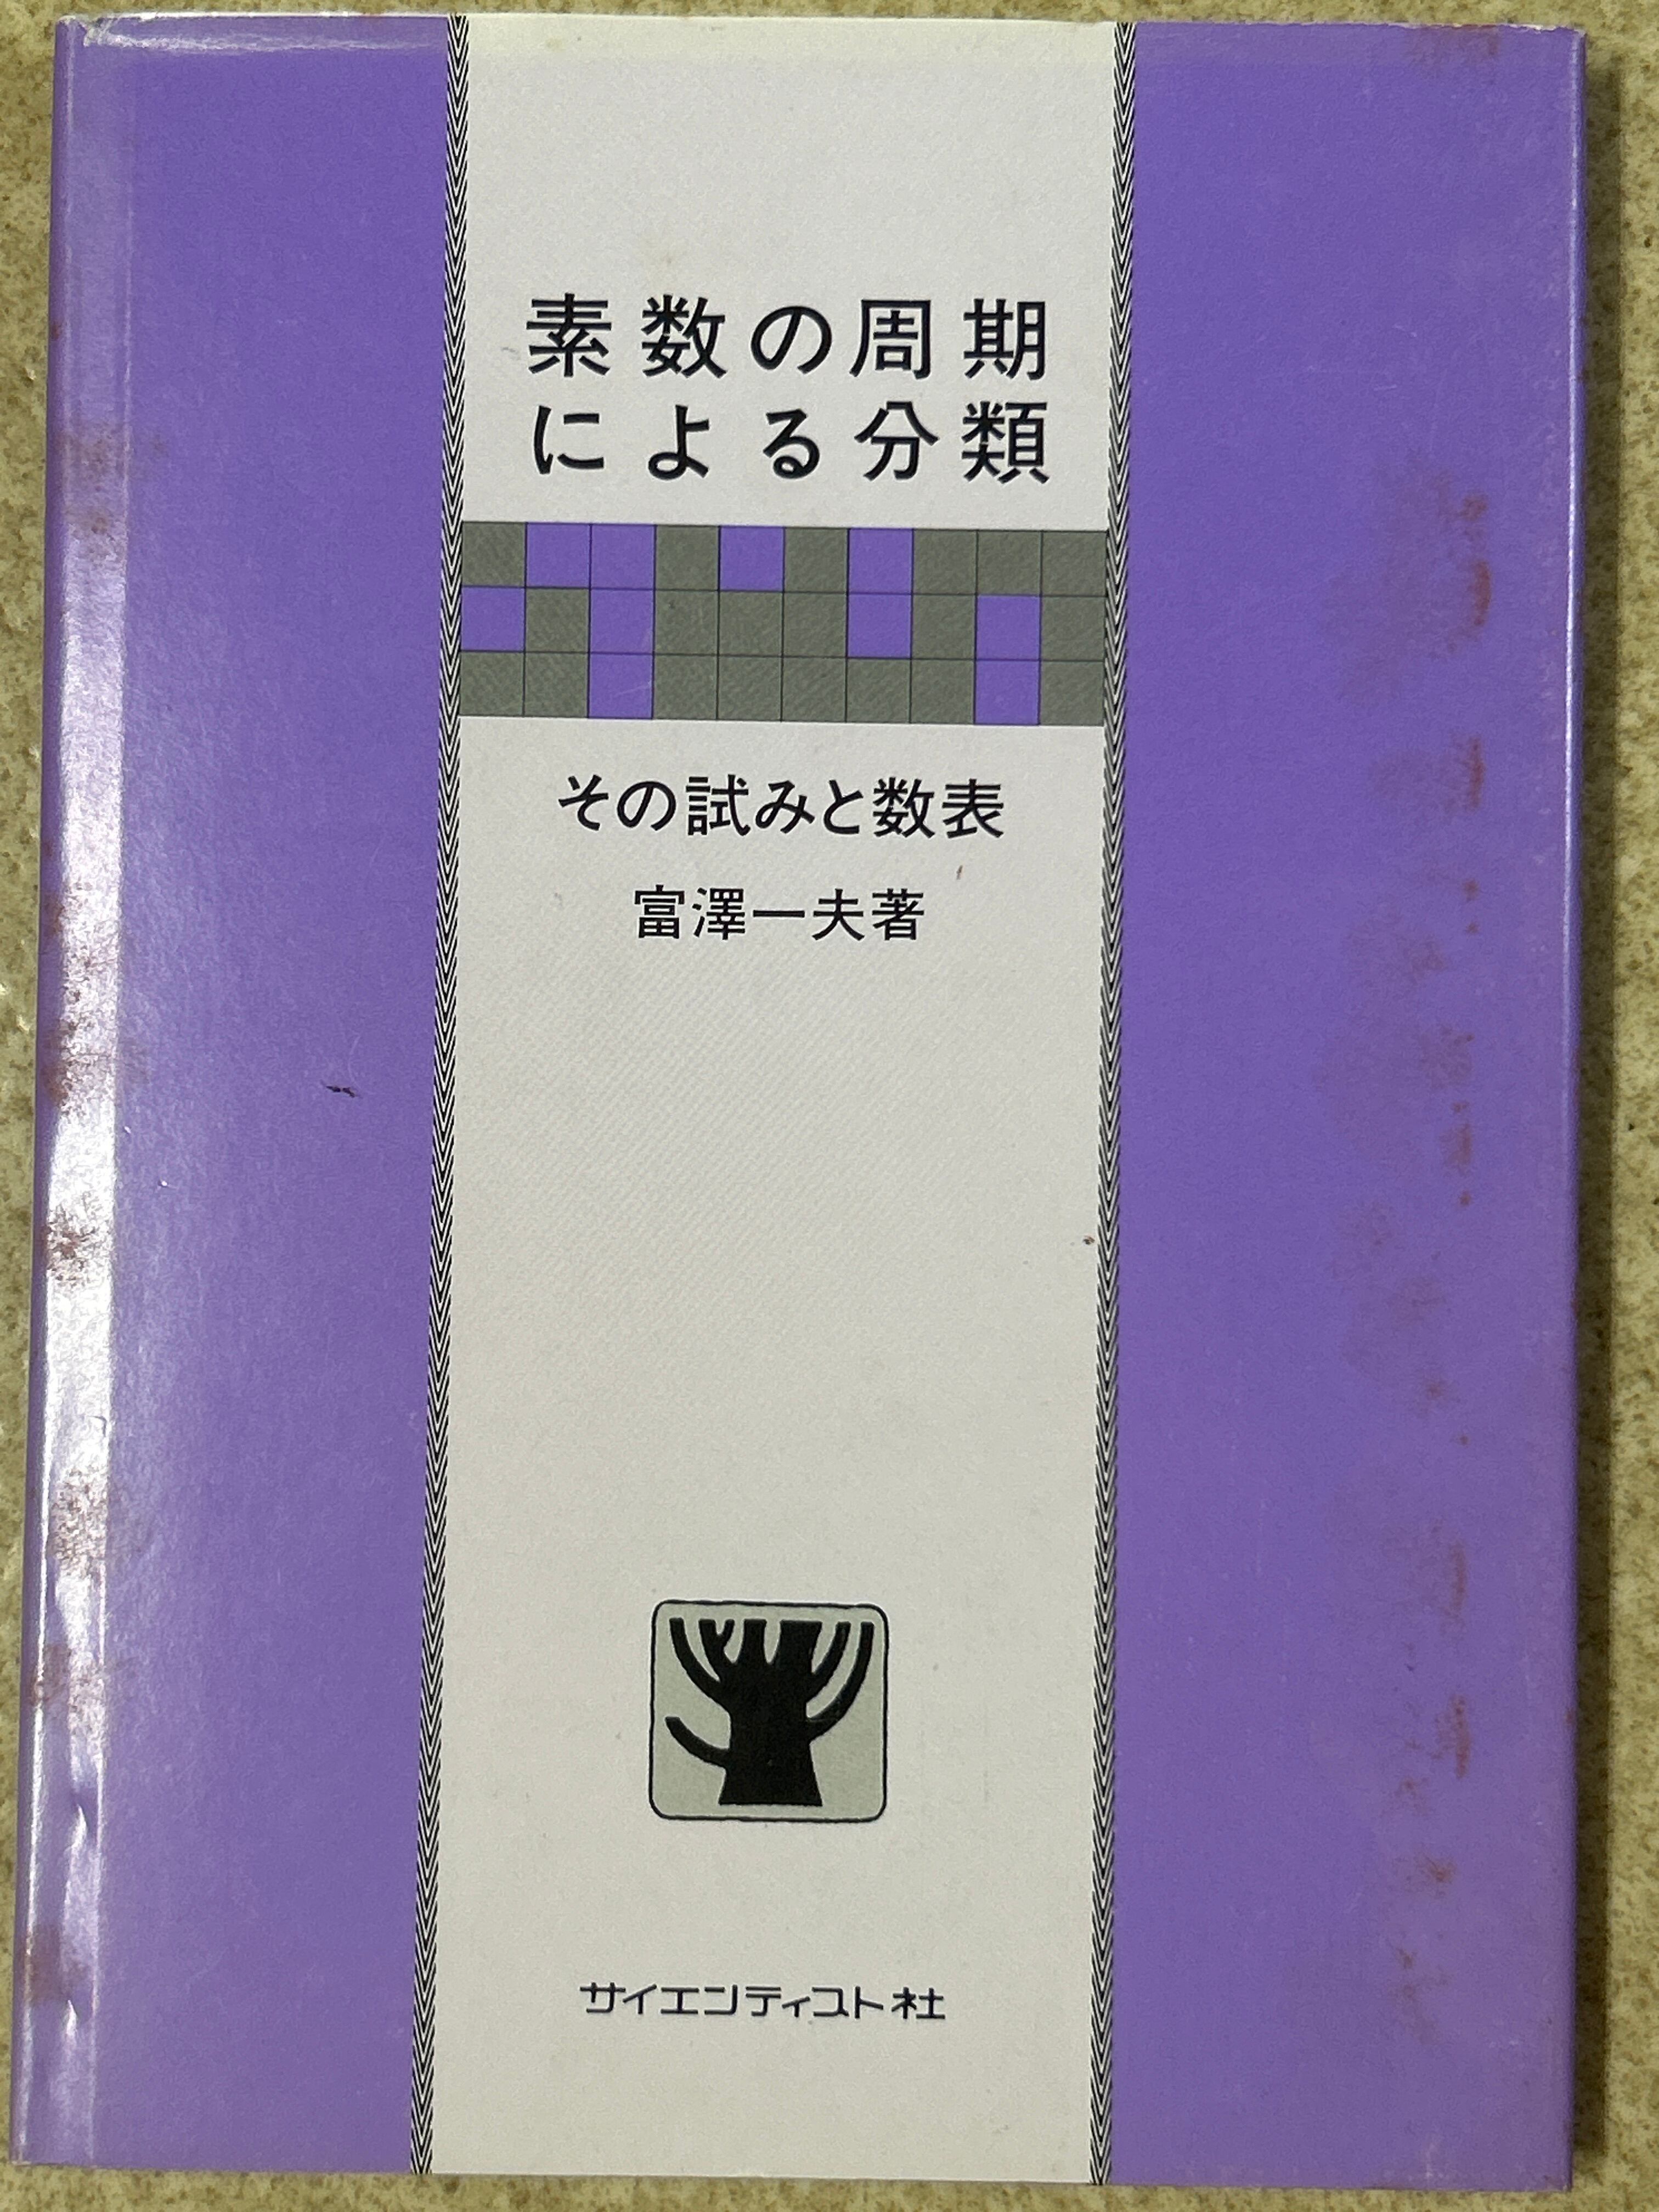 素数の周期
による分類
その試みと数表
富澤一夫著
サイエンティスト社